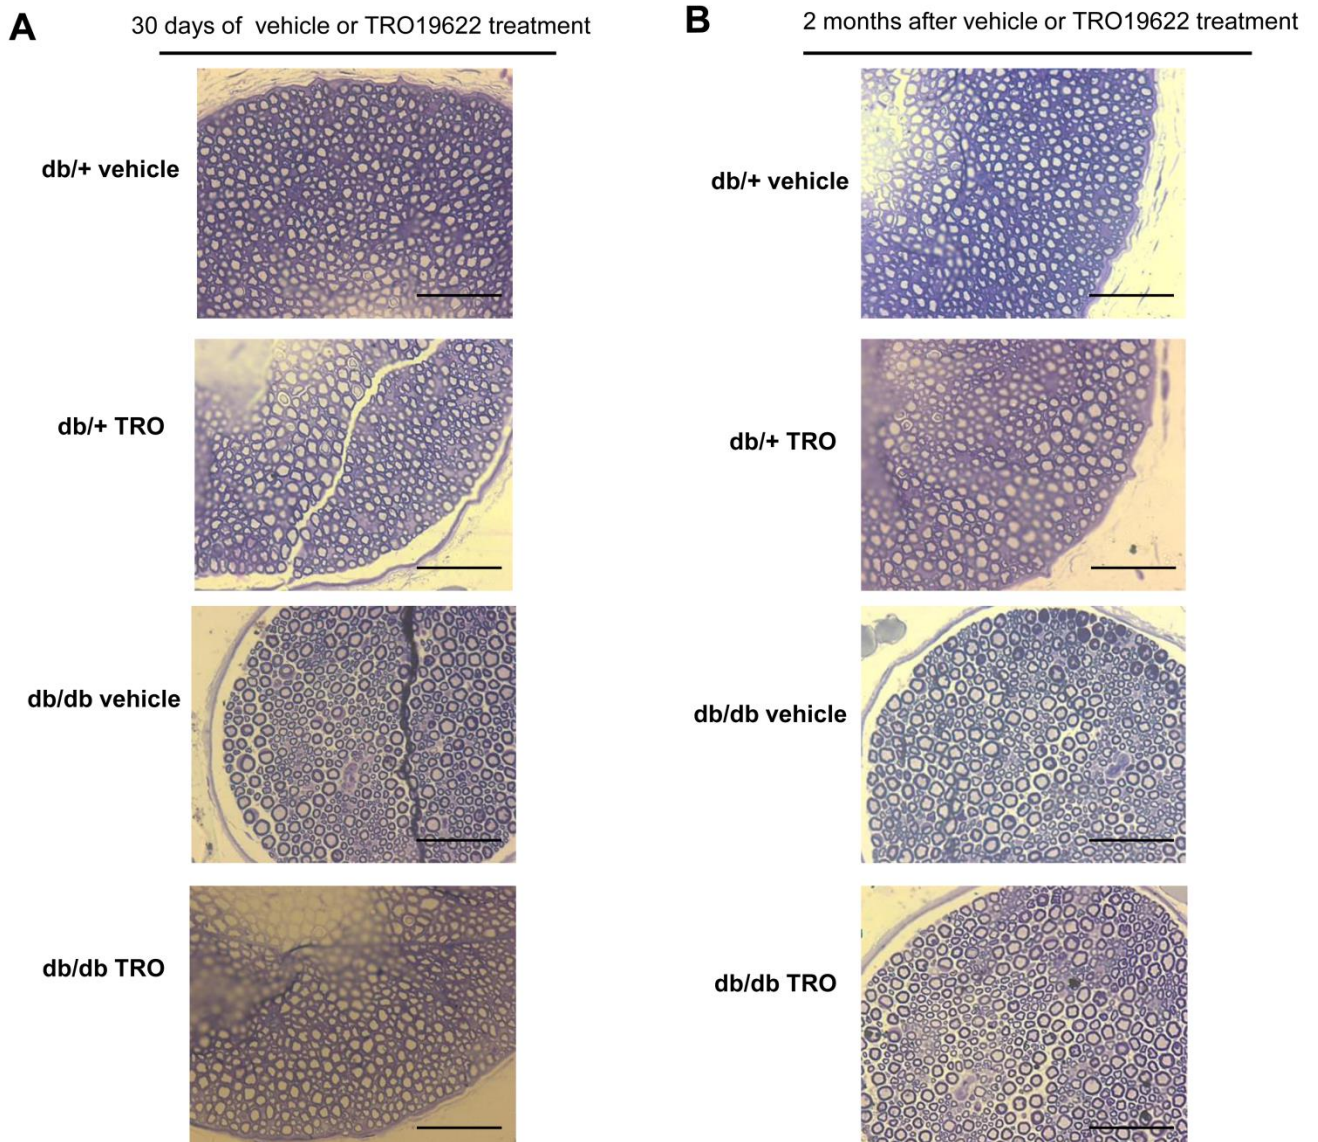 A
30 days of vehicle or TRO19622 treatment
db/+ vehicle
db/+ TRO
db/db vehicle
db/db TRO
B
2 months after vehicle or TRO19622 treatment
db/+ vehicle
db/+ TRO
db/db vehicle
db/db TRO